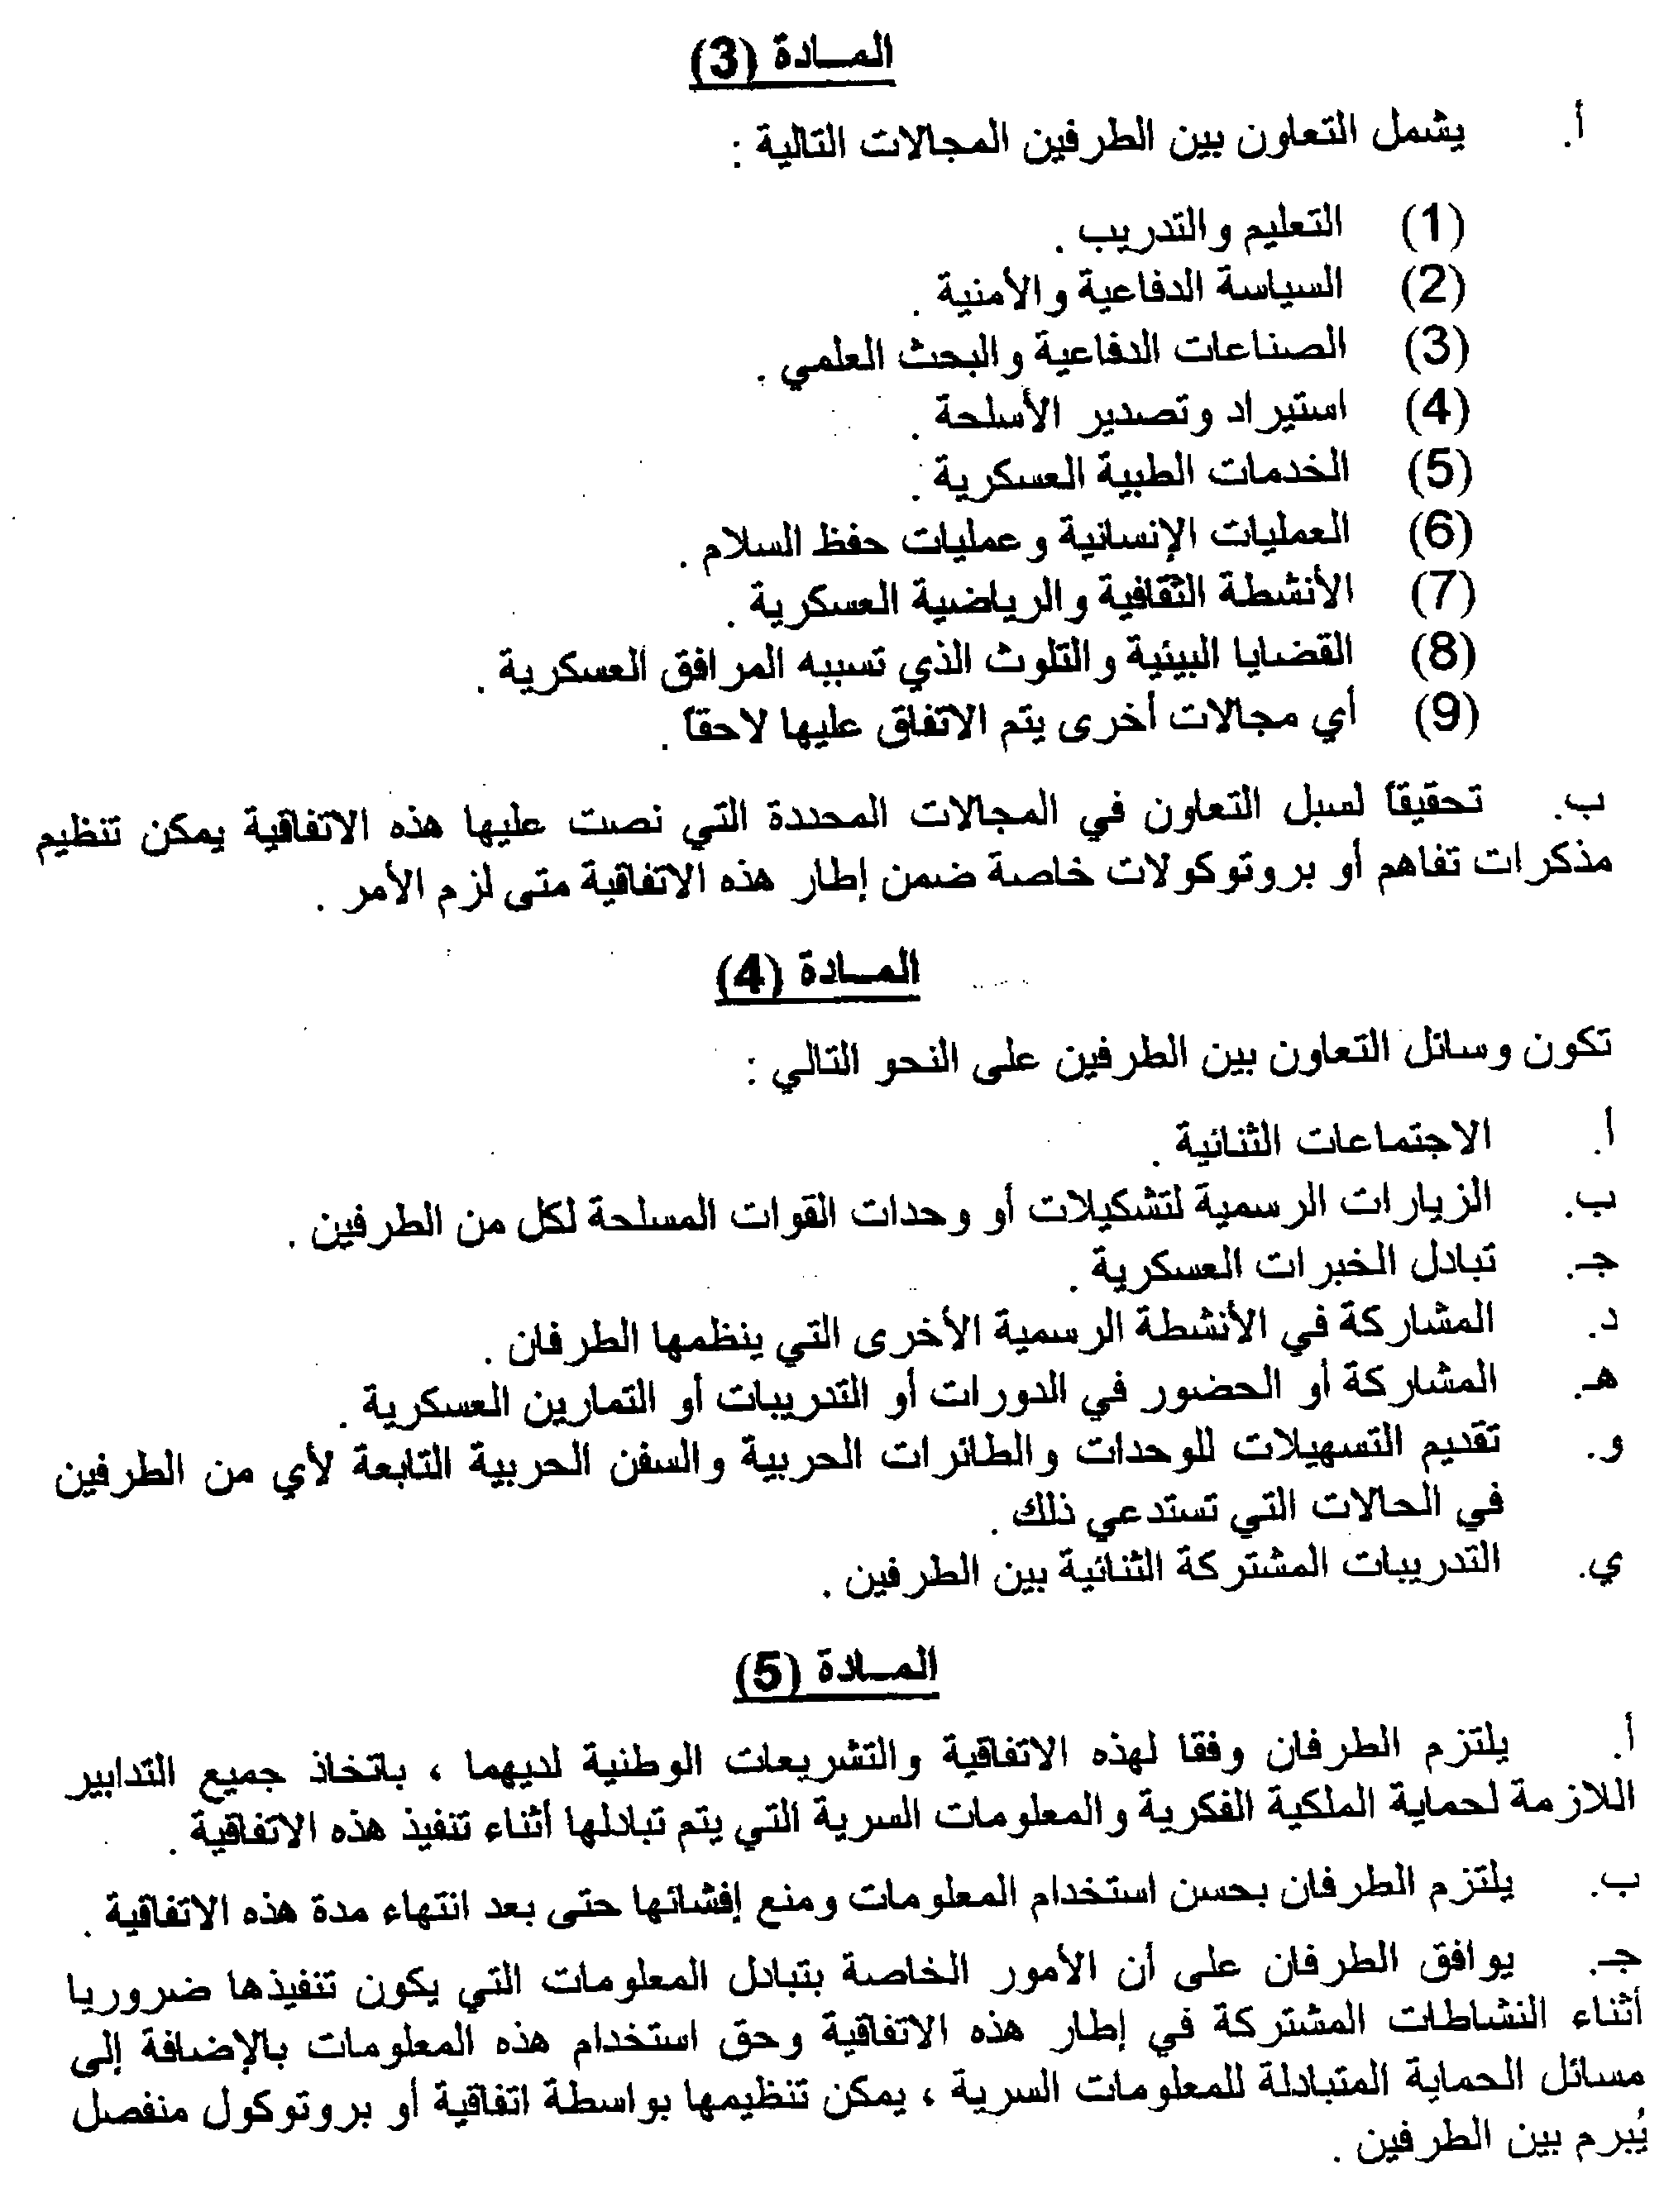 المـــادة (3)
أ. يشمل التعاون بين الطرفين المجالات التالية :
(1) التعليم والتدريب .
(2) السياسة الدفاعية والأمنية .
(3) الصناعات الدفاعية والبحث العلمي .
(4) استيراد وتصدير الأسلحة .
(5) الخدمات الطبية العسكرية .
(6) العمليات الإنسانية وعمليات حفظ السلام .
(7) الأنشطة الثقافية والرياضية العسكرية .
(8) القضايا البيئية والتلوث الذي تسببه المرافق العسكرية .
(9) أي مجالات أخرى يتم الاتفاق عليها لاحقاً .
ب. تحقيقاً لسبل التعاون في المجالات المحددة التي نصت عليها هذه الاتفاقية يمكن تنظيم
مذكرات تفاهم أو بروتوكولات خاصة ضمن إطار هذه الاتفاقية متى لزم الأمر .
المـــادة (4)
تكون وسائل التعاون بين الطرفين على النحو التالي :
أ. الاجتماعات الثنائية .
ب. الزيارات الرسمية لتشكيلات أو وحدات القوات المسلحة لكل من الطرفين .
جـ. تبادل الخبرات العسكرية .
د. المشاركة في الأنشطة الرسمية الأخرى التي ينظمها الطرفان .
هـ. المشاركة أو الحضور في الدورات أو التدريبات أو التمارين العسكرية .
و. تقديم التسهيلات للوحدات والطائرات الحربية والسفن الحربية التابعة لأي من الطرفين
في الحالات التي تستدعي ذلك .
ي. التدريبات المشتركة الثنائية بين الطرفين .
المـــادة (5)
أ. يلتزم الطرفان وفقا لهذه الاتفاقية والتشريعات الوطنية لديهما ، باتخاذ جميع التدابير
اللازمة لحماية الملكية الفكرية والمعلومات السرية التي يتم تبادلها أثناء تنفيذ هذه الاتفاقية .
ب. يلتزم الطرفان بحسن استخدام المعلومات ومنع إفشائها حتى بعد انتهاء مدة هذه الاتفاقية .
جـ. يوافق الطرفان على أن الأمور الخاصة بتبادل المعلومات التي يكون تنفيذها ضروريا
أثناء النشاطات المشتركة في إطار هذه الاتفاقية وحق استخدام هذه المعلومات بالإضافة إلى
مسائل الحماية المتبادلة للمعلومات السرية ، يمكن تنظيمها بواسطة اتفاقية أو بروتوكول منفصل
يُبرم بين الطرفين .